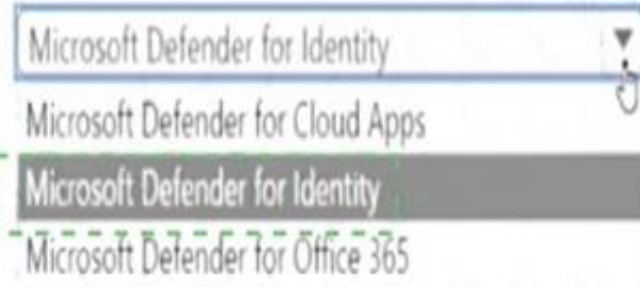 Microsoft Defender for Identity
Microsoft Defender for Cloud Apps
Microsoft Defender for Identity
Microsoft Defender for Office 365